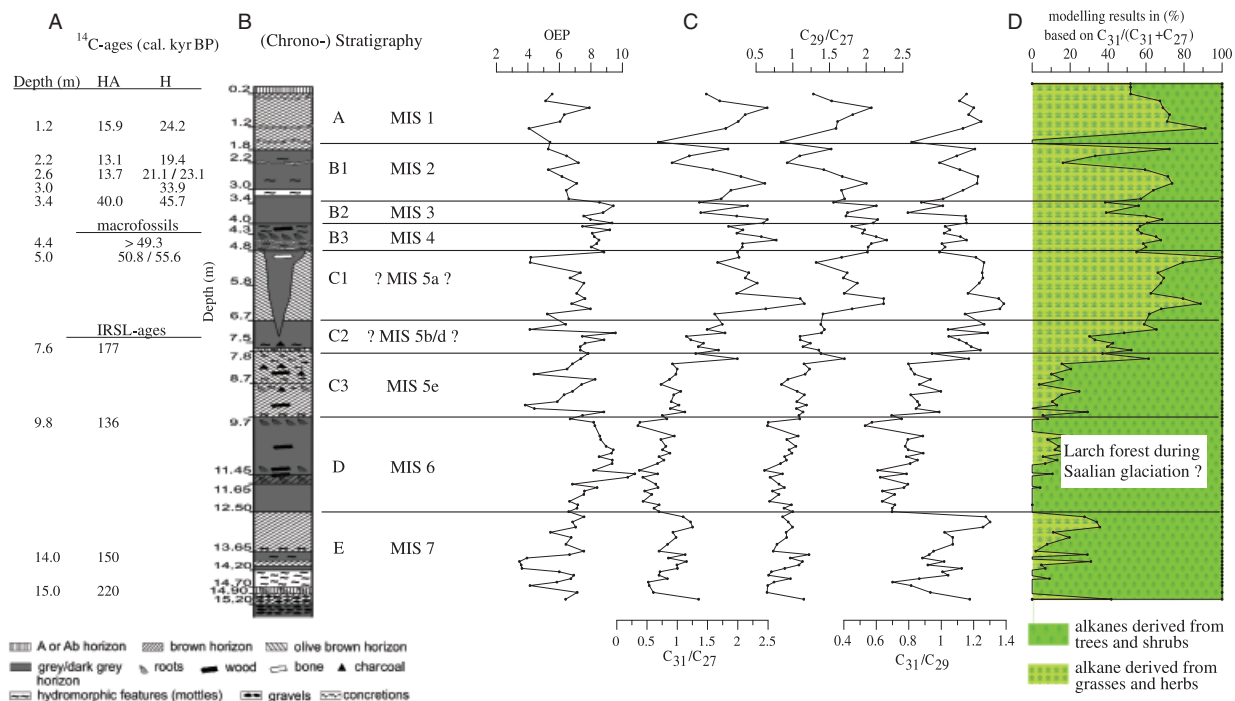 A
B
C
D
¹⁴C-ages (cal. kyr BP)
(Chrono-) Stratigraphy
OEP
C₂₉/C₂₇
modelling results in (%)
based on C₃₁/(C₃₁+C₂₇)
2 4 6 8 10
0.5 1 1.5 2 2.5
0 20 40 60 80 100
Depth (m) HA H
1.2 15.9 24.2
2.2 13.1 19.4
2.6 13.7 21.1 / 23.1
3.0 33.9
3.4 40.0 45.7
macrofossils
4.4 > 49.3
5.0 50.8 / 55.6
IRSL-ages
7.6 177
9.8 136
14.0 150
15.0 220
Depth (m)
0.2
1.2
1.8
2.2
3.0
3.4
4.0
4.3
4.8
5.8
6.7
7.5
7.8
8.7
9.7
11.45
11.65
12.50
13.65
14.20
14.70
14.90
15.20
A MIS 1
B1 MIS 2
B2 MIS 3
B3 MIS 4
C1 ? MIS 5a ?
C2 ? MIS 5b/d ?
C3 MIS 5e
D MIS 6
E MIS 7
Larch forest during
Saalian glaciation ?
0 0.5 1 1.5 2 2.5
C₃₁/C₂₇
0.4 0.6 0.8 1 1.2 1.4
C₃₁/C₂₉
alkanes derived from
trees and shrubs
alkane derived from
grasses and herbs
A or Ab horizon brown horizon olive brown horizon
grey/dark grey
horizon
roots wood bone charcoal
hydromorphic features (mottles) gravels concretions